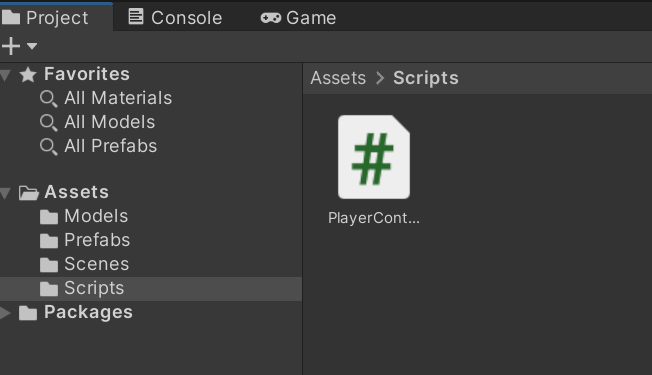 Project
Console
Game
Favorites
All Materials
All Models
All Prefabs
Assets
Models
Prefabs
Scenes
Scripts
Packages
Assets > Scripts
#
PlayerCont...